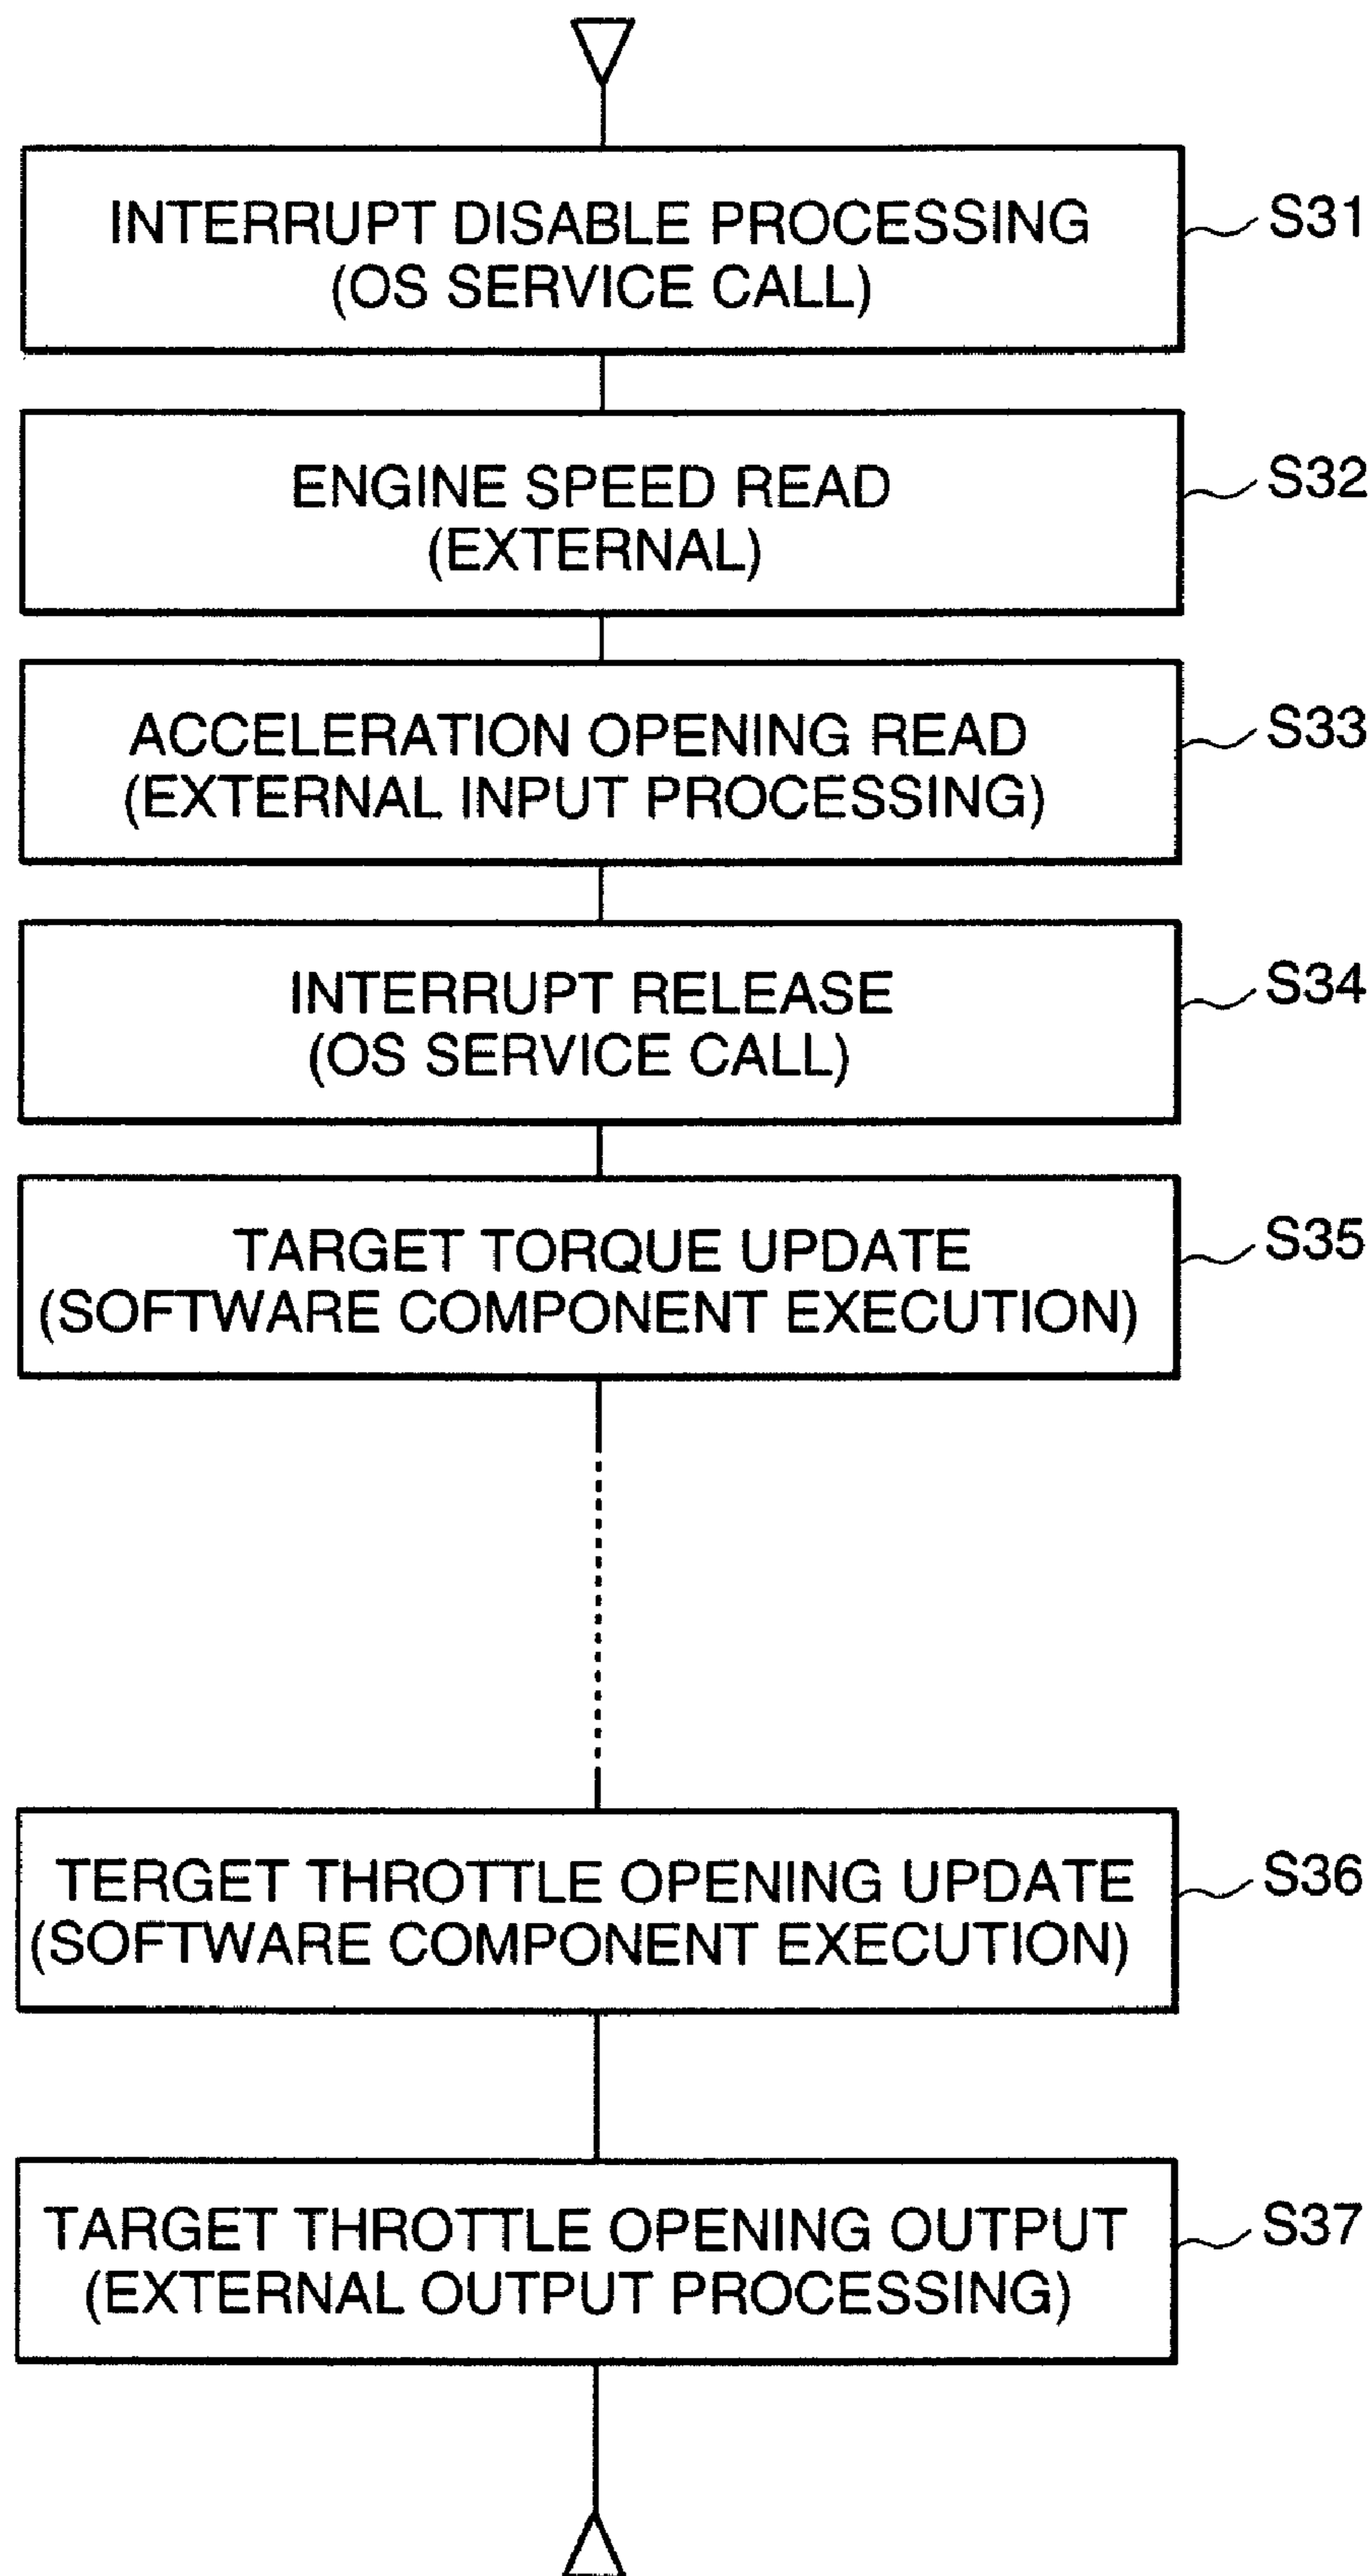 INTERRUPT DISABLE PROCESSING
(OS SERVICE CALL)
S31
ENGINE SPEED READ
(EXTERNAL)
S32
ACCELERATION OPENING READ
(EXTERNAL INPUT PROCESSING)
S33
INTERRUPT RELEASE
(OS SERVICE CALL)
S34
TARGET TORQUE UPDATE
(SOFTWARE COMPONENT EXECUTION)
S35
TERGET THROTTLE OPENING UPDATE
(SOFTWARE COMPONENT EXECUTION)
S36
TARGET THROTTLE OPENING OUTPUT
(EXTERNAL OUTPUT PROCESSING)
S37